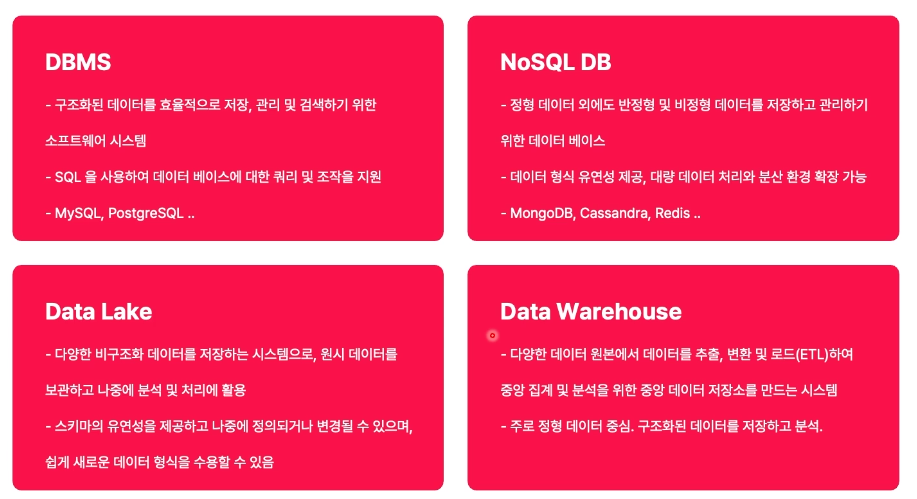 DBMS
- 구조화된 데이터를 효율적으로 저장, 관리 및 검색하기 위한
소프트웨어 시스템
- SQL 을 사용하여 데이터 베이스에 대한 쿼리 및 조작을 지원
- MySQL, PostgreSQL ..
NoSQL DB
- 정형 데이터 외에도 반정형 및 비정형 데이터를 저장하고 관리하기
위한 데이터 베이스
- 데이터 형식 유연성 제공, 대량 데이터 처리와 분산 환경 확장 가능
- MongoDB, Cassandra, Redis ..
Data Lake
- 다양한 비구조화 데이터를 저장하는 시스템으로, 원시 데이터를
보관하고 나중에 분석 및 처리에 활용
- 스키마의 유연성을 제공하고 나중에 정의되거나 변경될 수 있으며,
쉽게 새로운 데이터 형식을 수용할 수 있음
Data Warehouse
- 다양한 데이터 원본에서 데이터를 추출, 변환 및 로드(ETL)하여
중앙 집계 및 분석을 위한 중앙 데이터 저장소를 만드는 시스템
- 주로 정형 데이터 중심. 구조화된 데이터를 저장하고 분석.